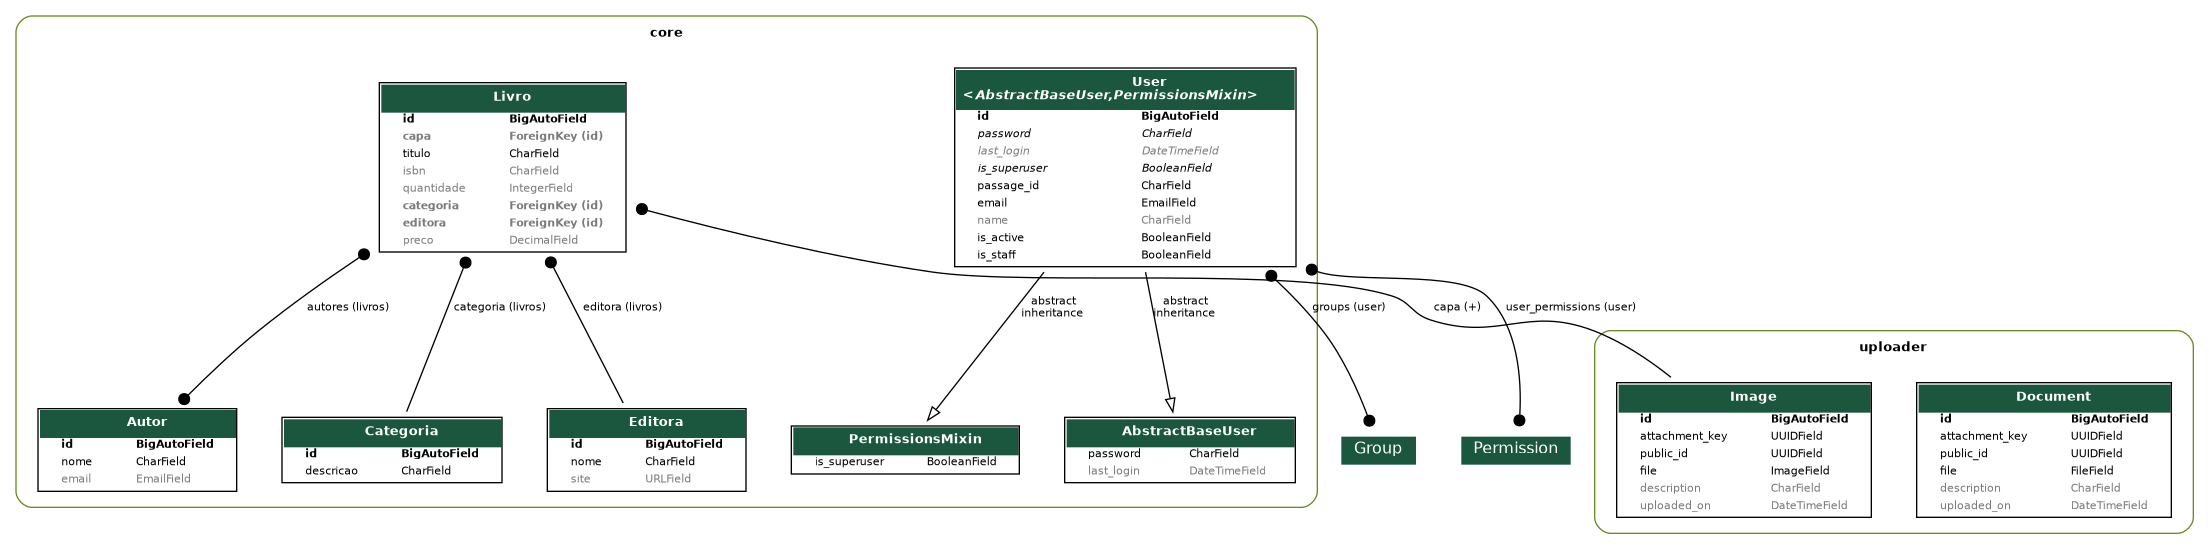 core
Livro
id BigAutoField
capa ForeignKey (id)
titulo CharField
isbn CharField
quantidade IntegerField
categoria ForeignKey (id)
editora ForeignKey (id)
preco DecimalField
User
<AbstractBaseUser,PermissionsMixin>
id BigAutoField
password CharField
last_login DateTimeField
is_superuser BooleanField
passage_id CharField
email EmailField
name CharField
is_active BooleanField
is_staff BooleanField
autores (livros)
categoria (livros)
editora (livros)
abstract
inheritance
abstract
inheritance
groups (user)
capa (+)
user_permissions (user)
Autor
id BigAutoField
nome CharField
email EmailField
Categoria
id BigAutoField
descricao CharField
Editora
id BigAutoField
nome CharField
site URLField
PermissionsMixin
is_superuser BooleanField
AbstractBaseUser
password CharField
last_login DateTimeField
Group
Permission
uploader
Image
id BigAutoField
attachment_key UUIDField
public_id UUIDField
file ImageField
description CharField
uploaded_on DateTimeField
Document
id BigAutoField
attachment_key UUIDField
public_id UUIDField
file FileField
description CharField
uploaded_on DateTimeField